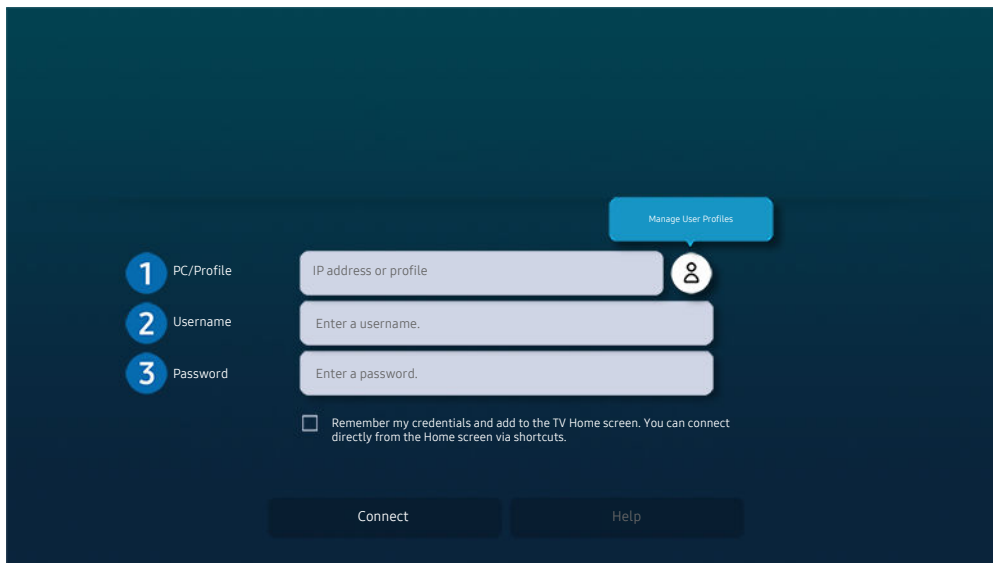 Manage User Profiles
1 PC/Profile IP address or profile
2 Username Enter a username.
3 Password Enter a password.
Remember my credentials and add to the TV Home screen. You can connect
directly from the Home screen via shortcuts.
Connect Help